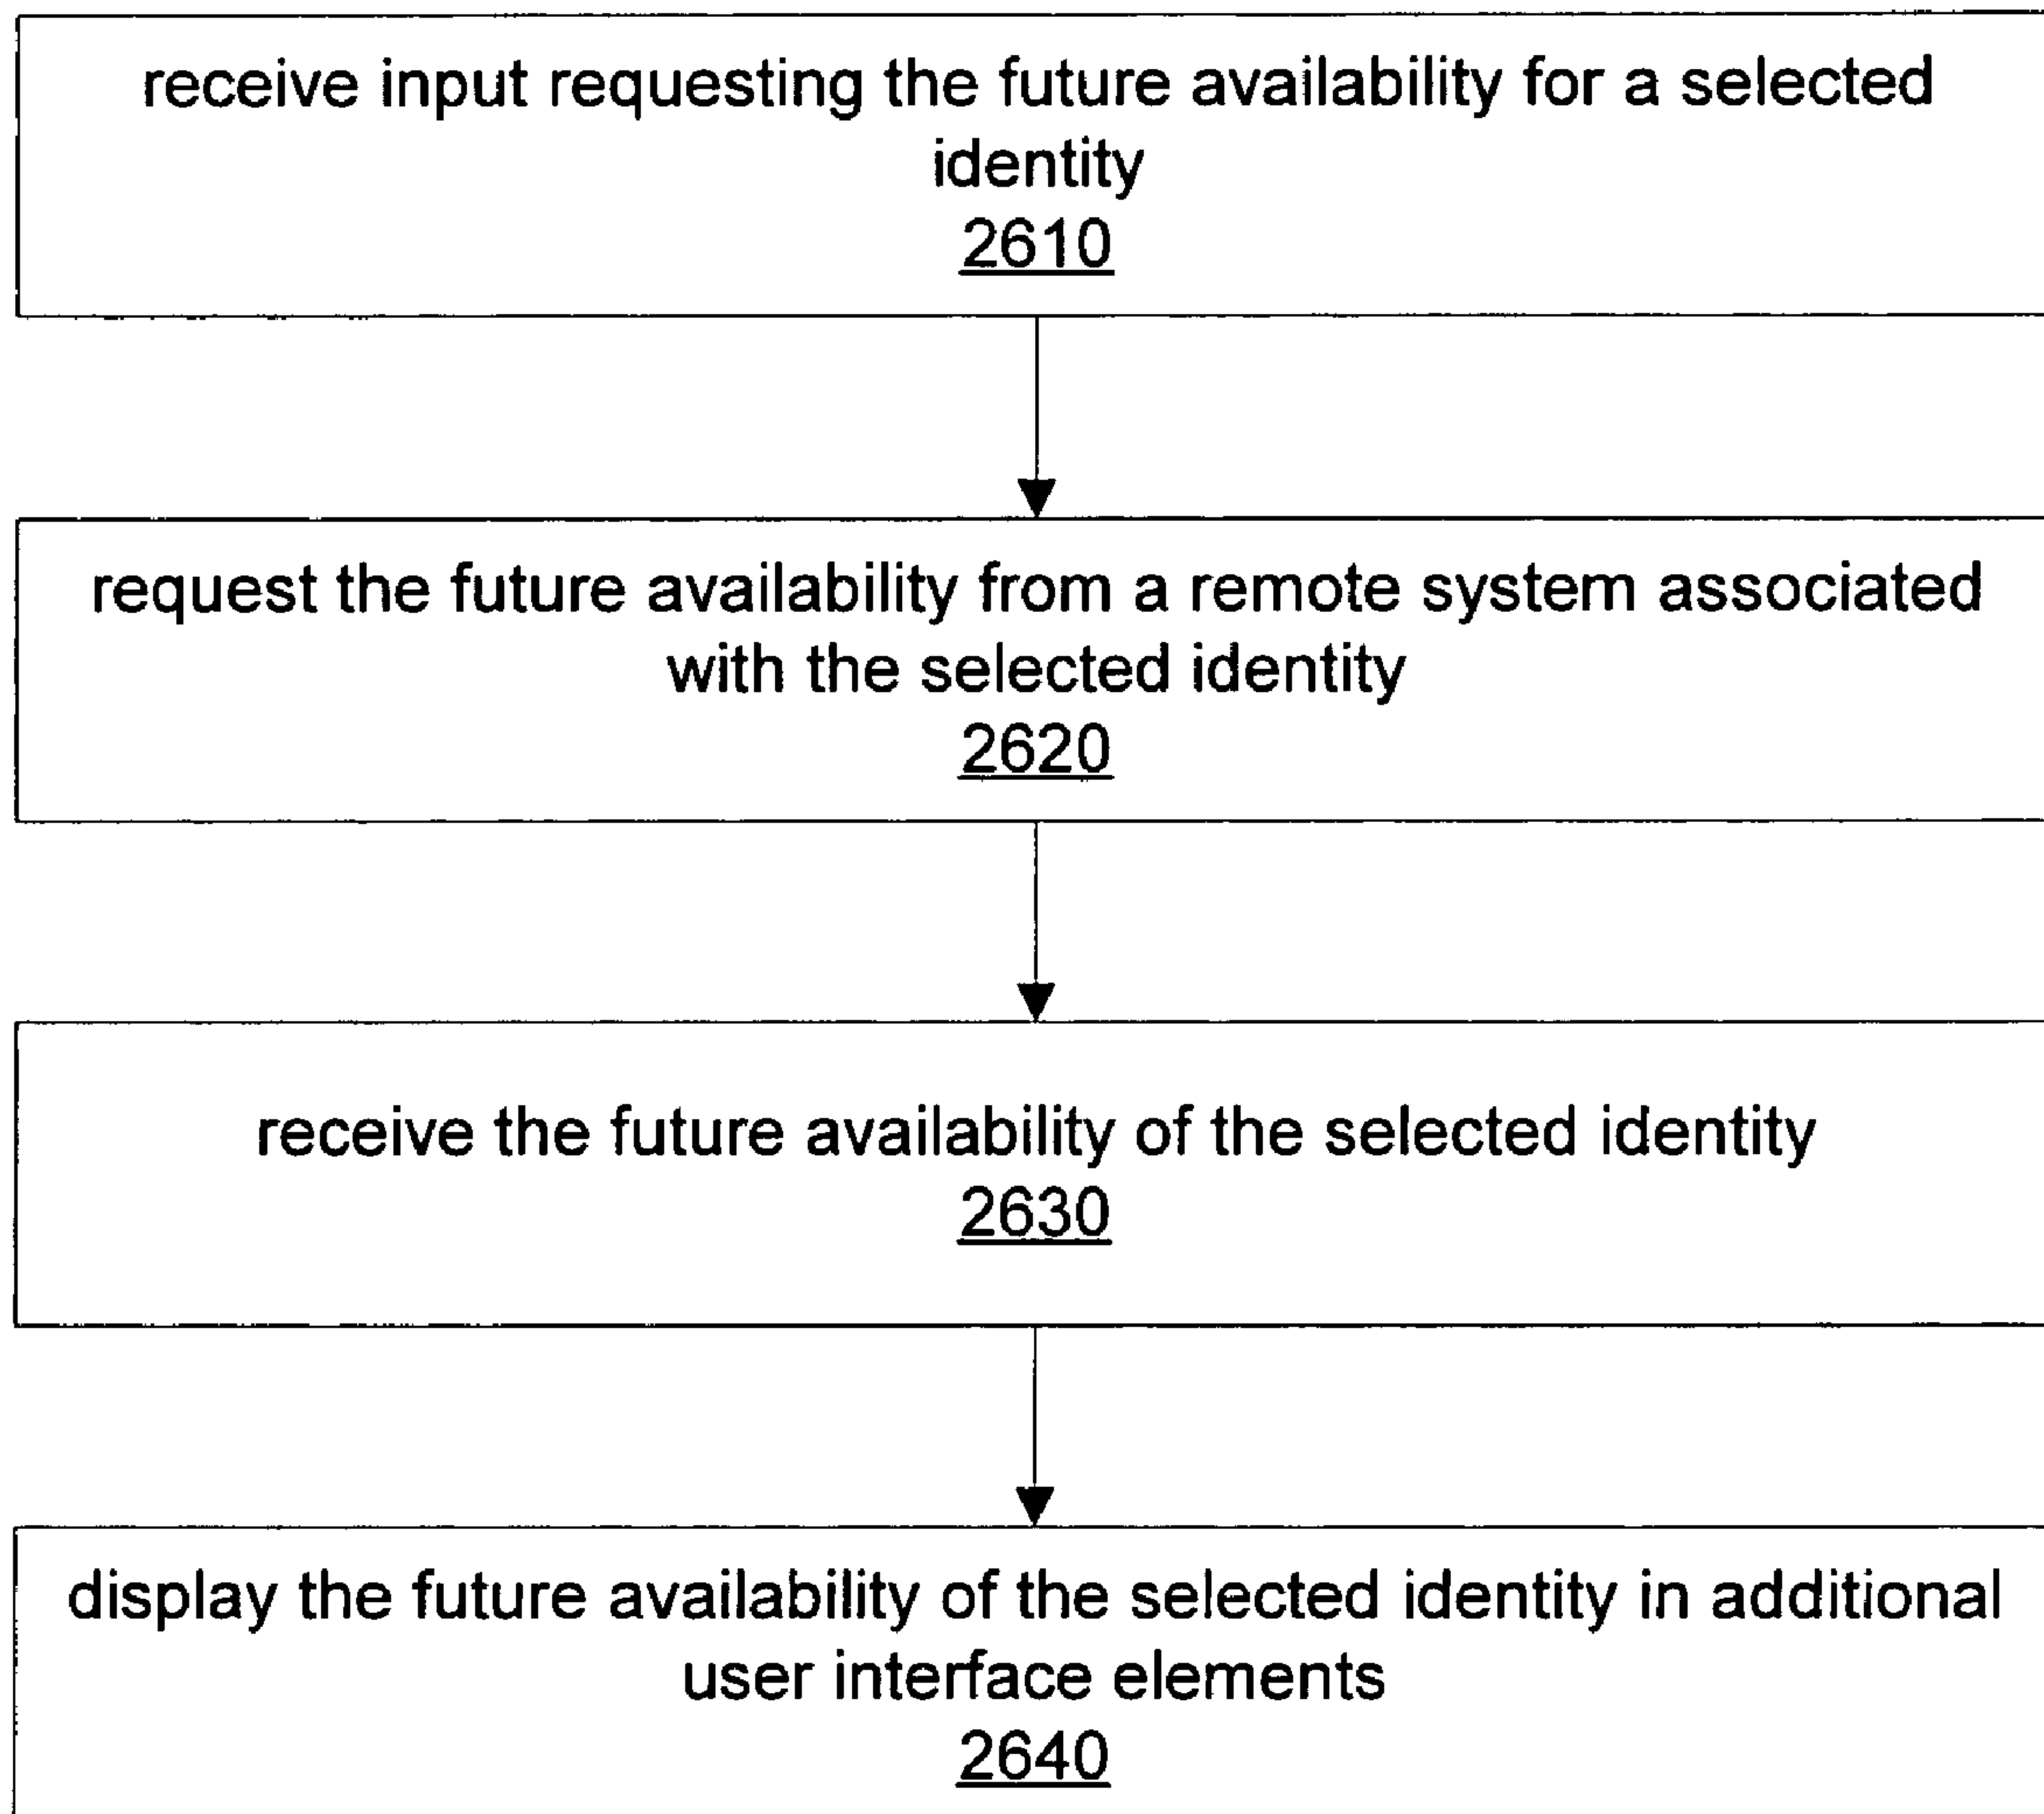 receive input requesting the future availability for a selected
identity
2610
request the future availability from a remote system associated
with the selected identity
2620
receive the future availability of the selected identity
2630
display the future availability of the selected identity in additional
user interface elements
2640